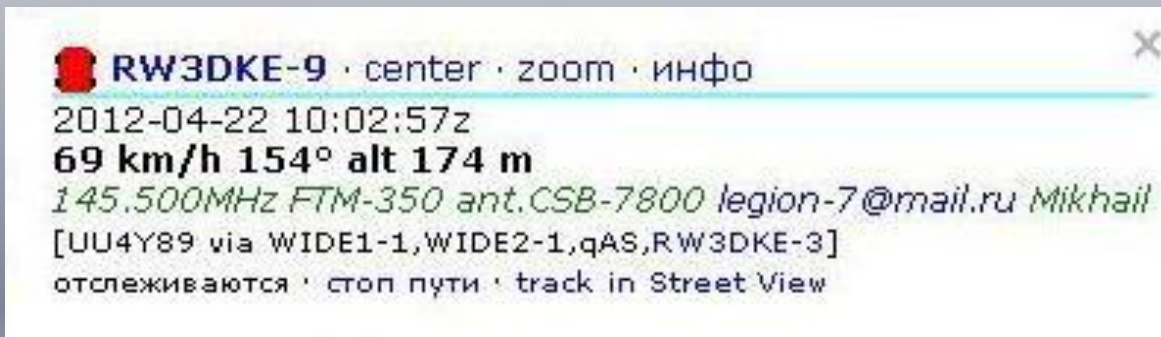 RW3DKE-9 · center · zoom · инфо
2012-04-22 10:02:57z
69 km/h 154° alt 174 m
145.500MHz FTM-350 ant.CSB-7800 legion-7@mail.ru Mikhail
[UU4Y89 via WIDE1-1,WIDE2-1,qAS,RW3DKE-3]
отслеживаются · стоп пути · track in Street View